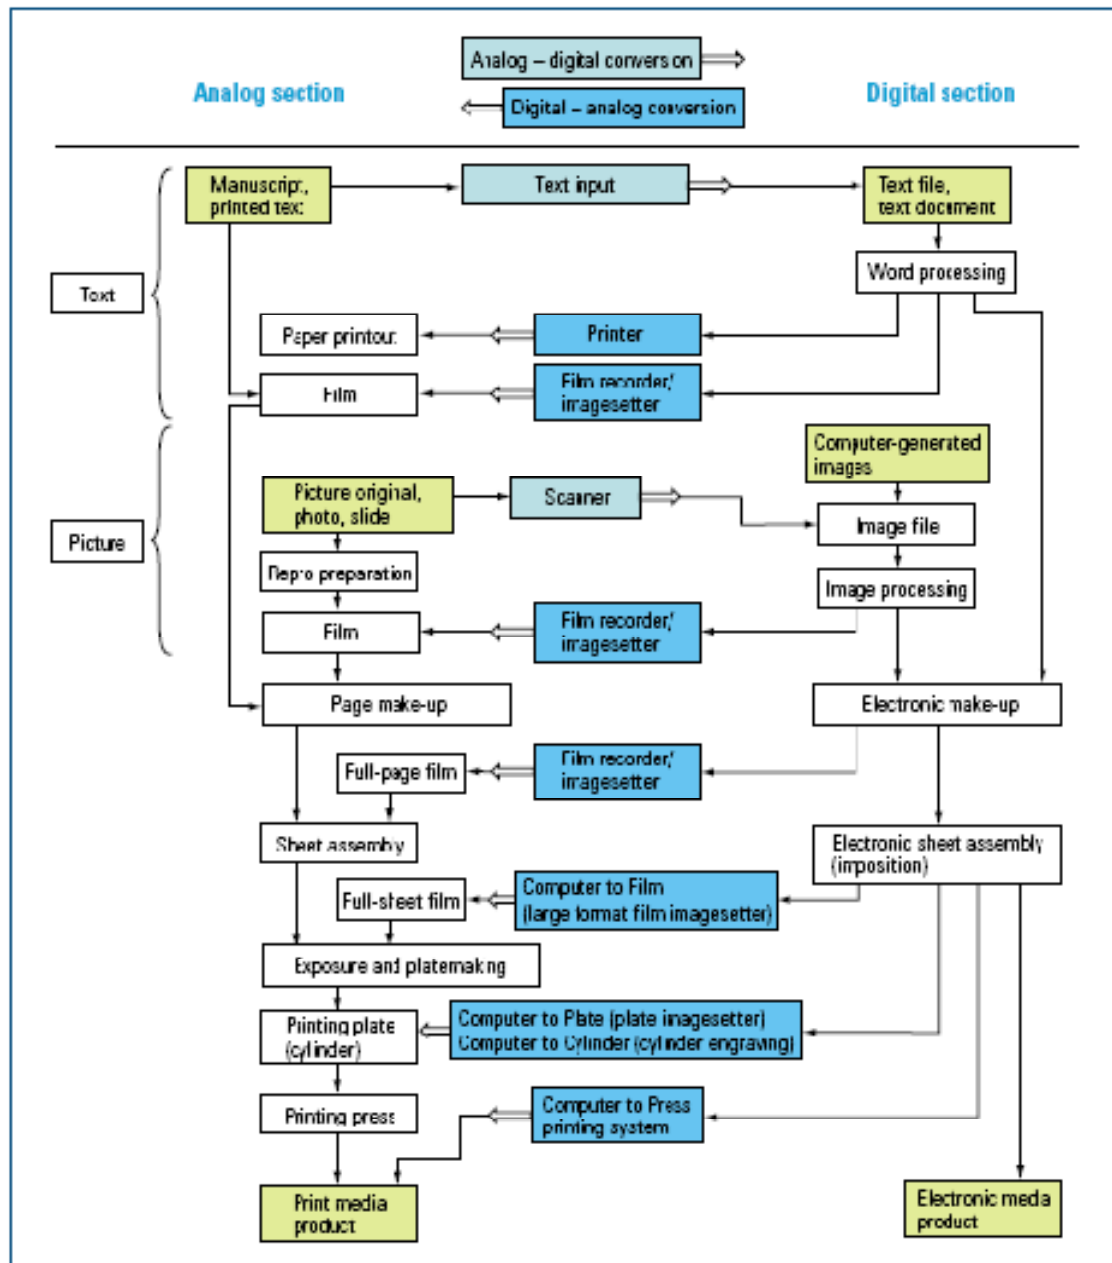 Analog – digital conversion
Analog section
Digital section
Digital – analog conversion
Manuscript,
printed text
Text input
Text file,
text document
Word processing
Text
Paper printout
Printer
Film
Film recorder/
imagesetter
Computer-generated
images
Picture original,
photo, slide
Scanner
Image file
Picture
Repro preparation
Image processing
Film
Film recorder/
imagesetter
Page make-up
Electronic make-up
Full-page film
Film recorder/
imagesetter
Sheet assembly
Electronic sheet assembly
(imposition)
Full-sheet film
Computer to Film
(large format film imagesetter)
Exposure and platemaking
Printing plate
(cylinder)
Computer to Plate (plate imagesetter)
Computer to Cylinder (cylinder engraving)
Printing press
Computer to Press
printing system
Print media
product
Electronic media
product